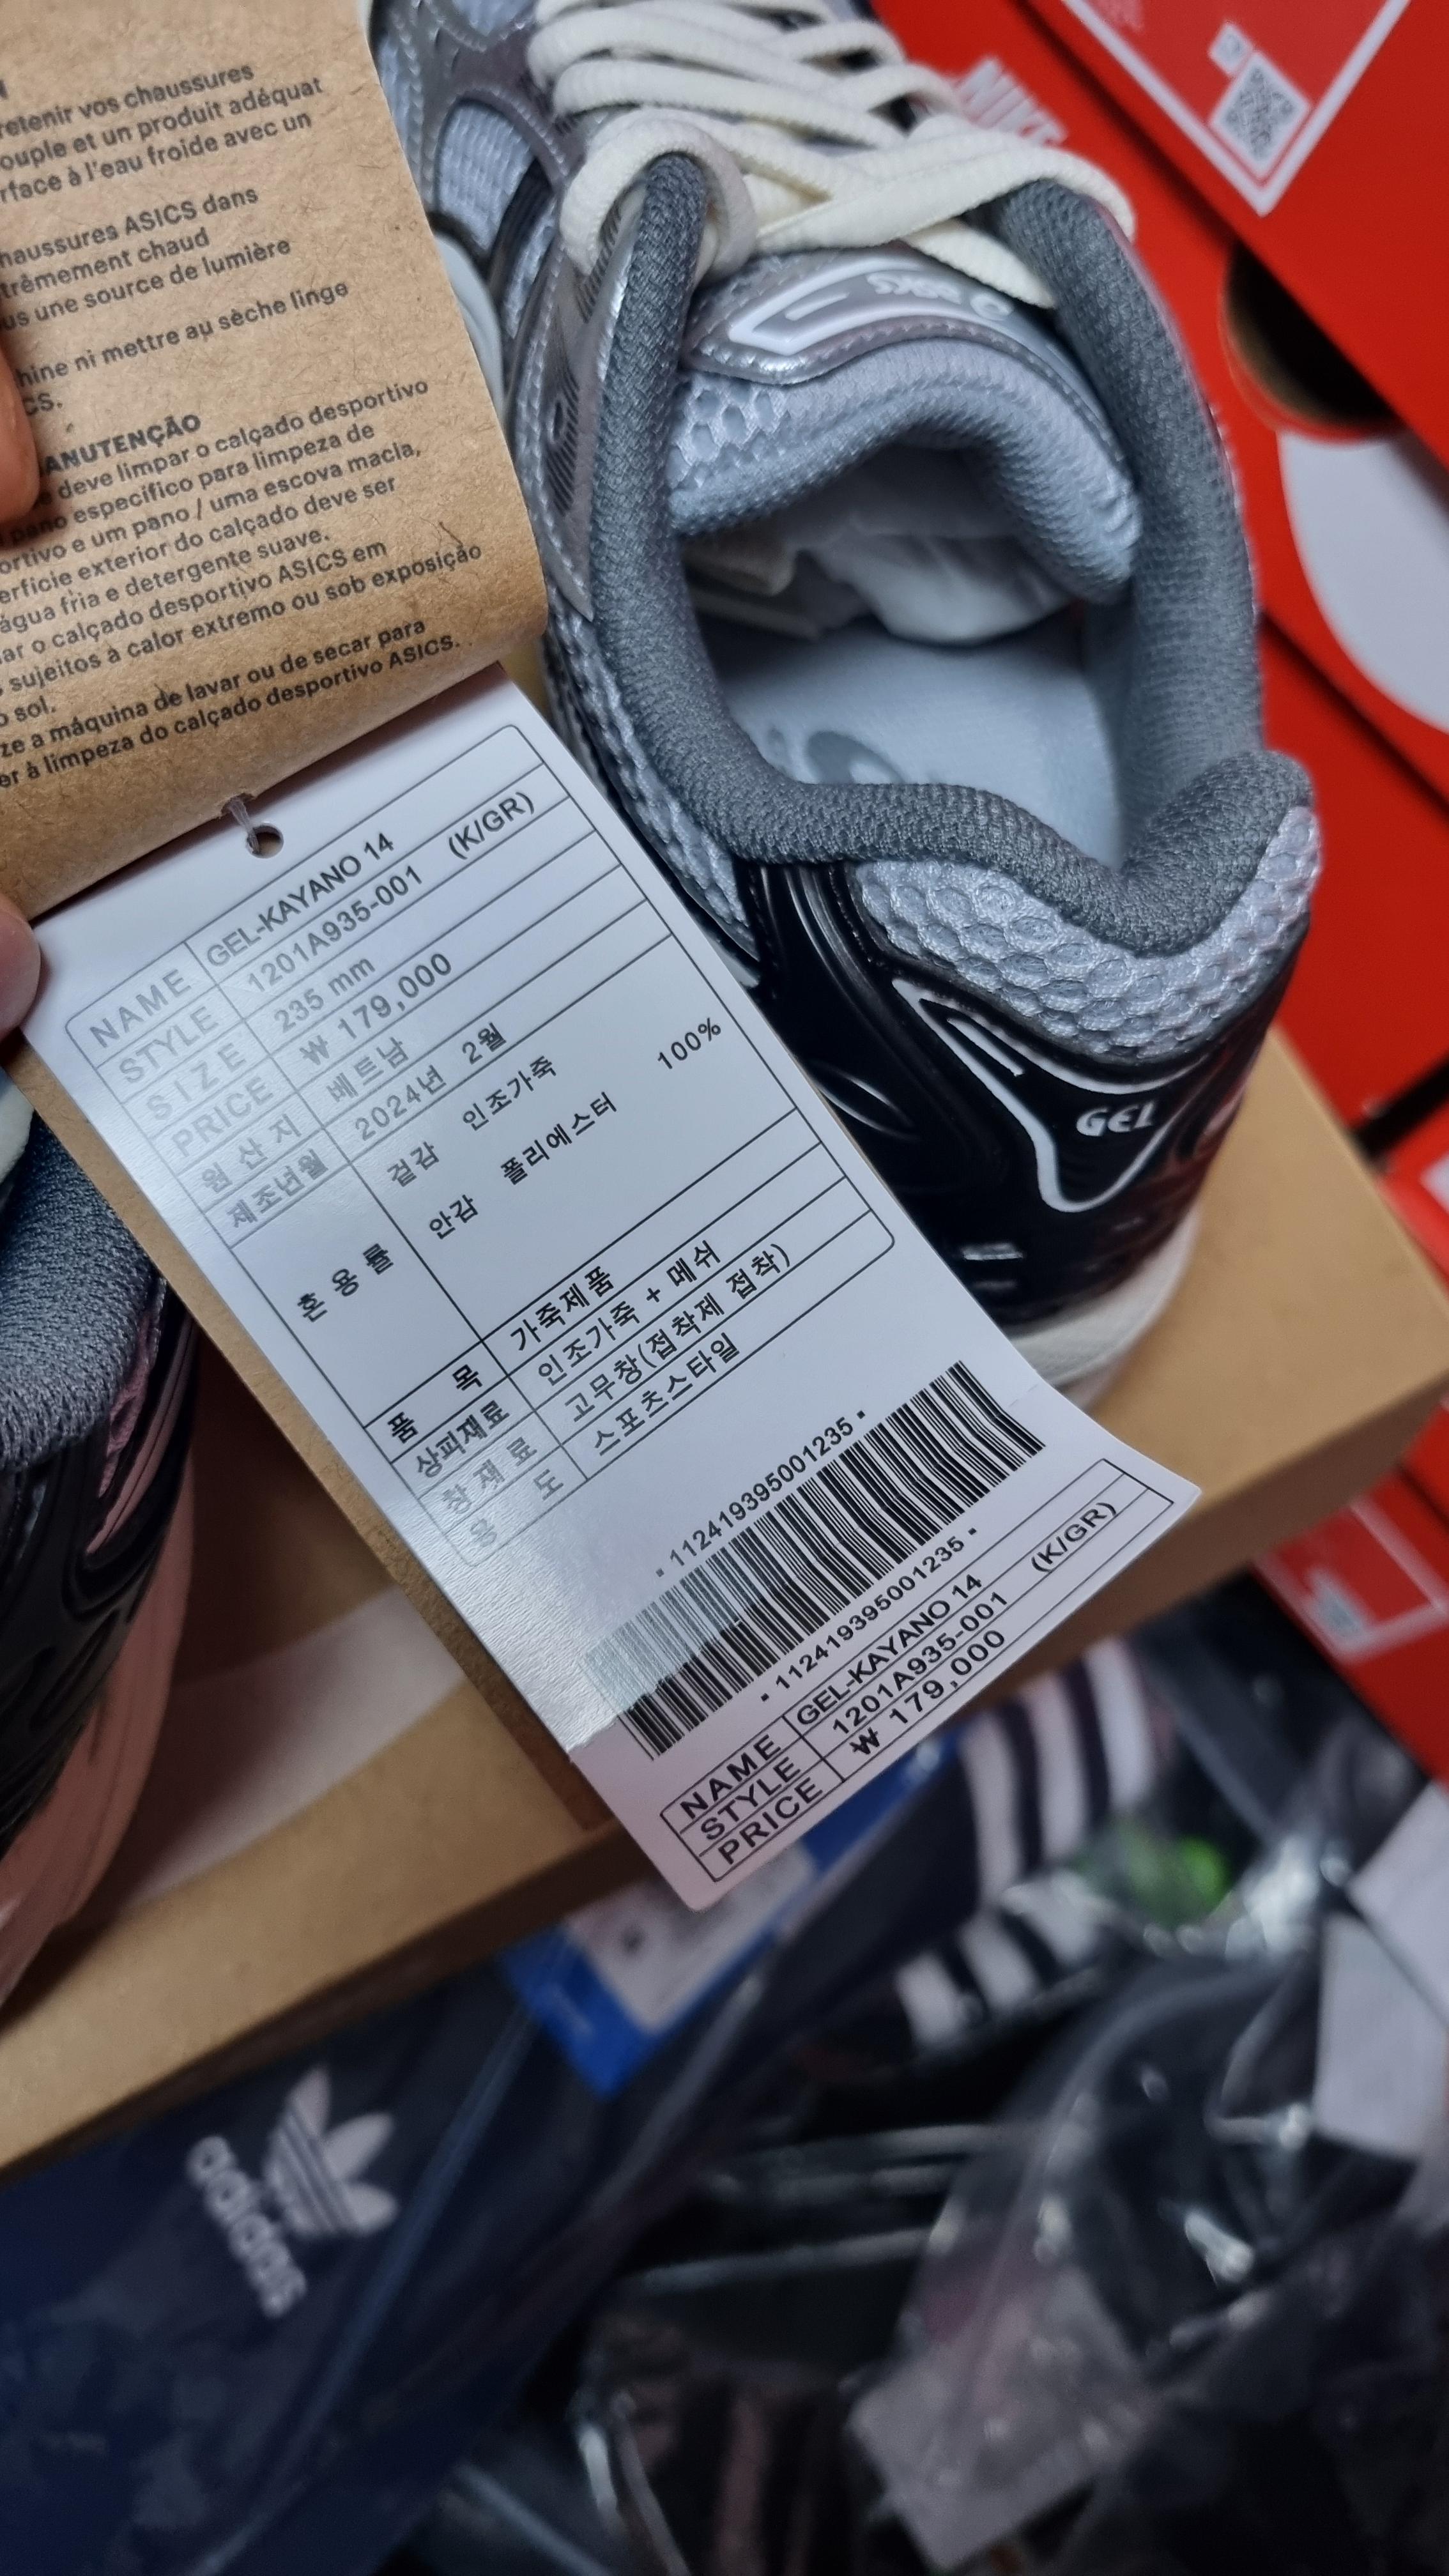 retenir vos chaussures
ouple et un produit adéquat
rface à l'eau froide avec un
haussures ASICS dans
trêmement chaud
us une source de lumière
hine ni mettre au sèche linge
CS.
ANUTENÇÃO
e deve limpar o calçado desportivo
pano específico para limpeza de
ortivo e um pano / uma escova macia,
erfície exterior do calçado deve ser
água fria e detergente suave.
ar o calçado desportivo ASICS em
s sujeitos a calor extremo ou sob exposição
o sol.
ze a máquina de lavar ou de secar para
er à limpeza do calçado desportivo ASICS.
NAME GEL-KAYANO 14
STYLE 1201A935-001 (K/GR)
SIZE 235 mm
PRICE ₩ 179,000
원산지 베트남
제조년월 2024년 2월
혼용률 겉감 인조가죽
안감 폴리에스터 100%
품목 가죽제품
상피재료 인조가죽 + 메쉬
창재료 고무창(접착제 접착)
용도 스포츠스타일
* 112419395001235 *
* 112419395001235 *
NAME GEL-KAYANO 14
STYLE 1201A935-001 (K/GR)
PRICE ₩ 179,000
GEL
asics
NIKE
adidas